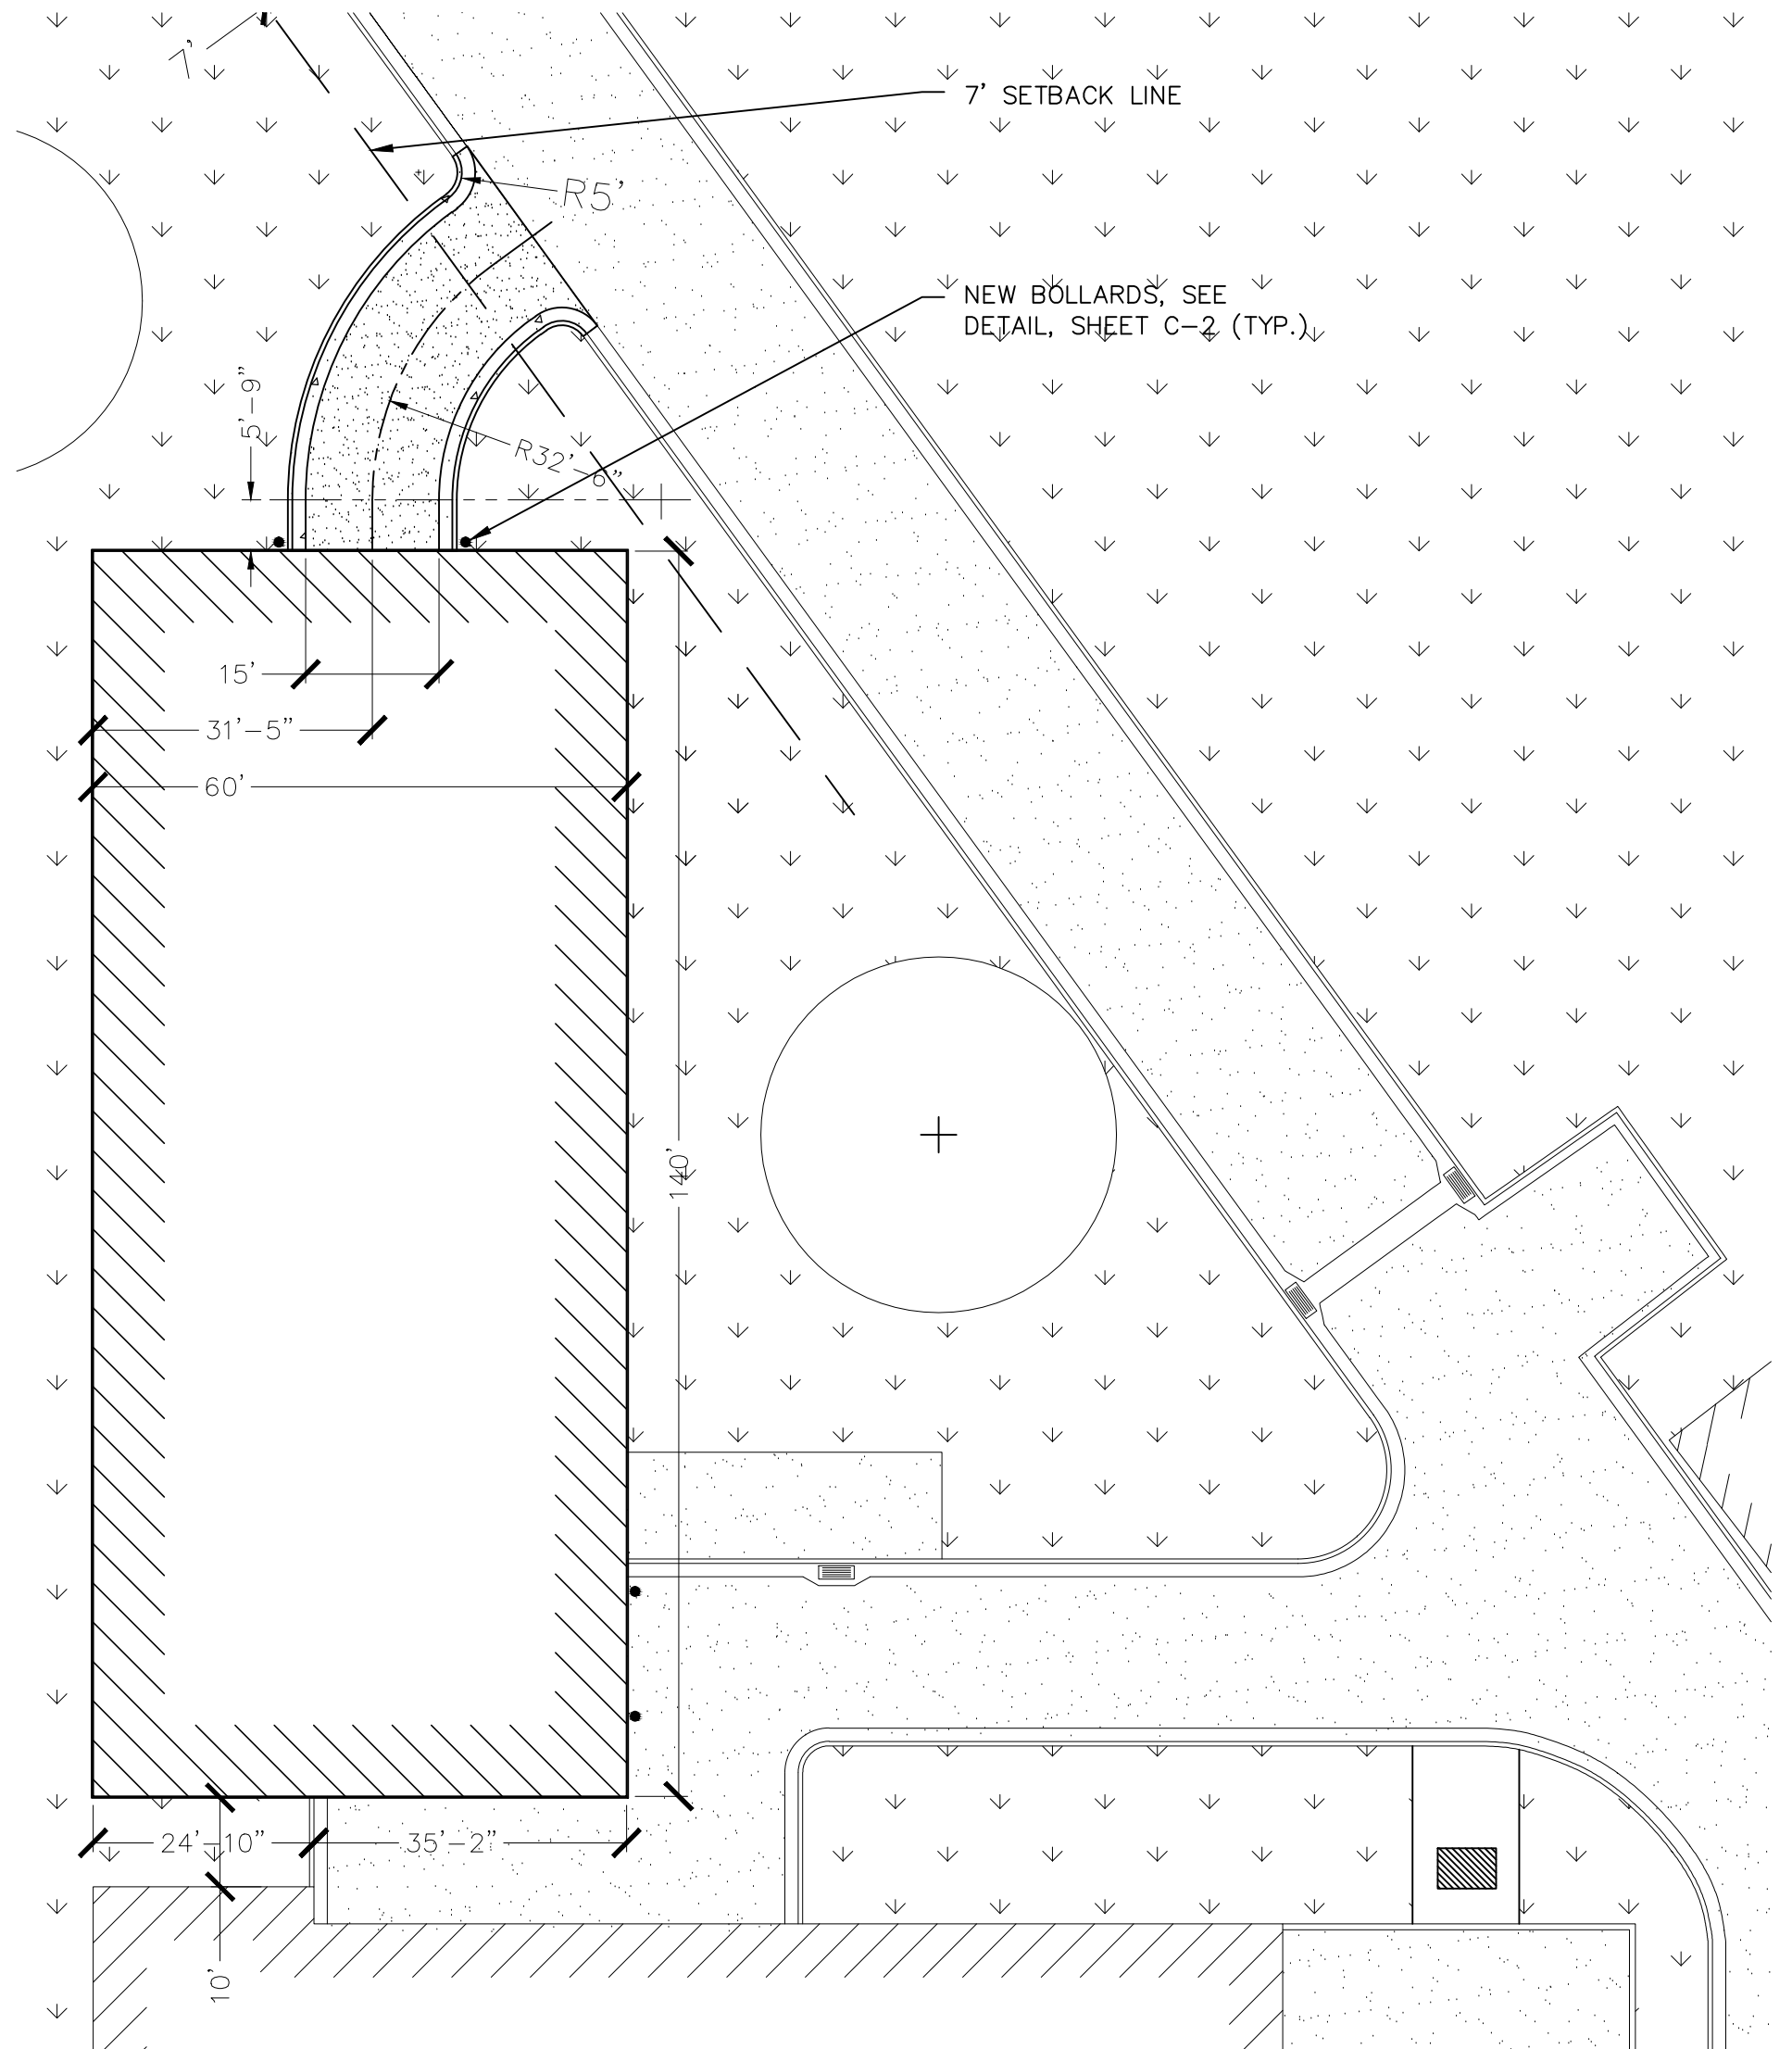 7'
7' SETBACK LINE
R5'
NEW BOLLARDS, SEE
DETAIL, SHEET C-2 (TYP.)
5'-9"
R32'-6"
15'
31'-5"
60'
140'
24'-10"
35'-2"
10'